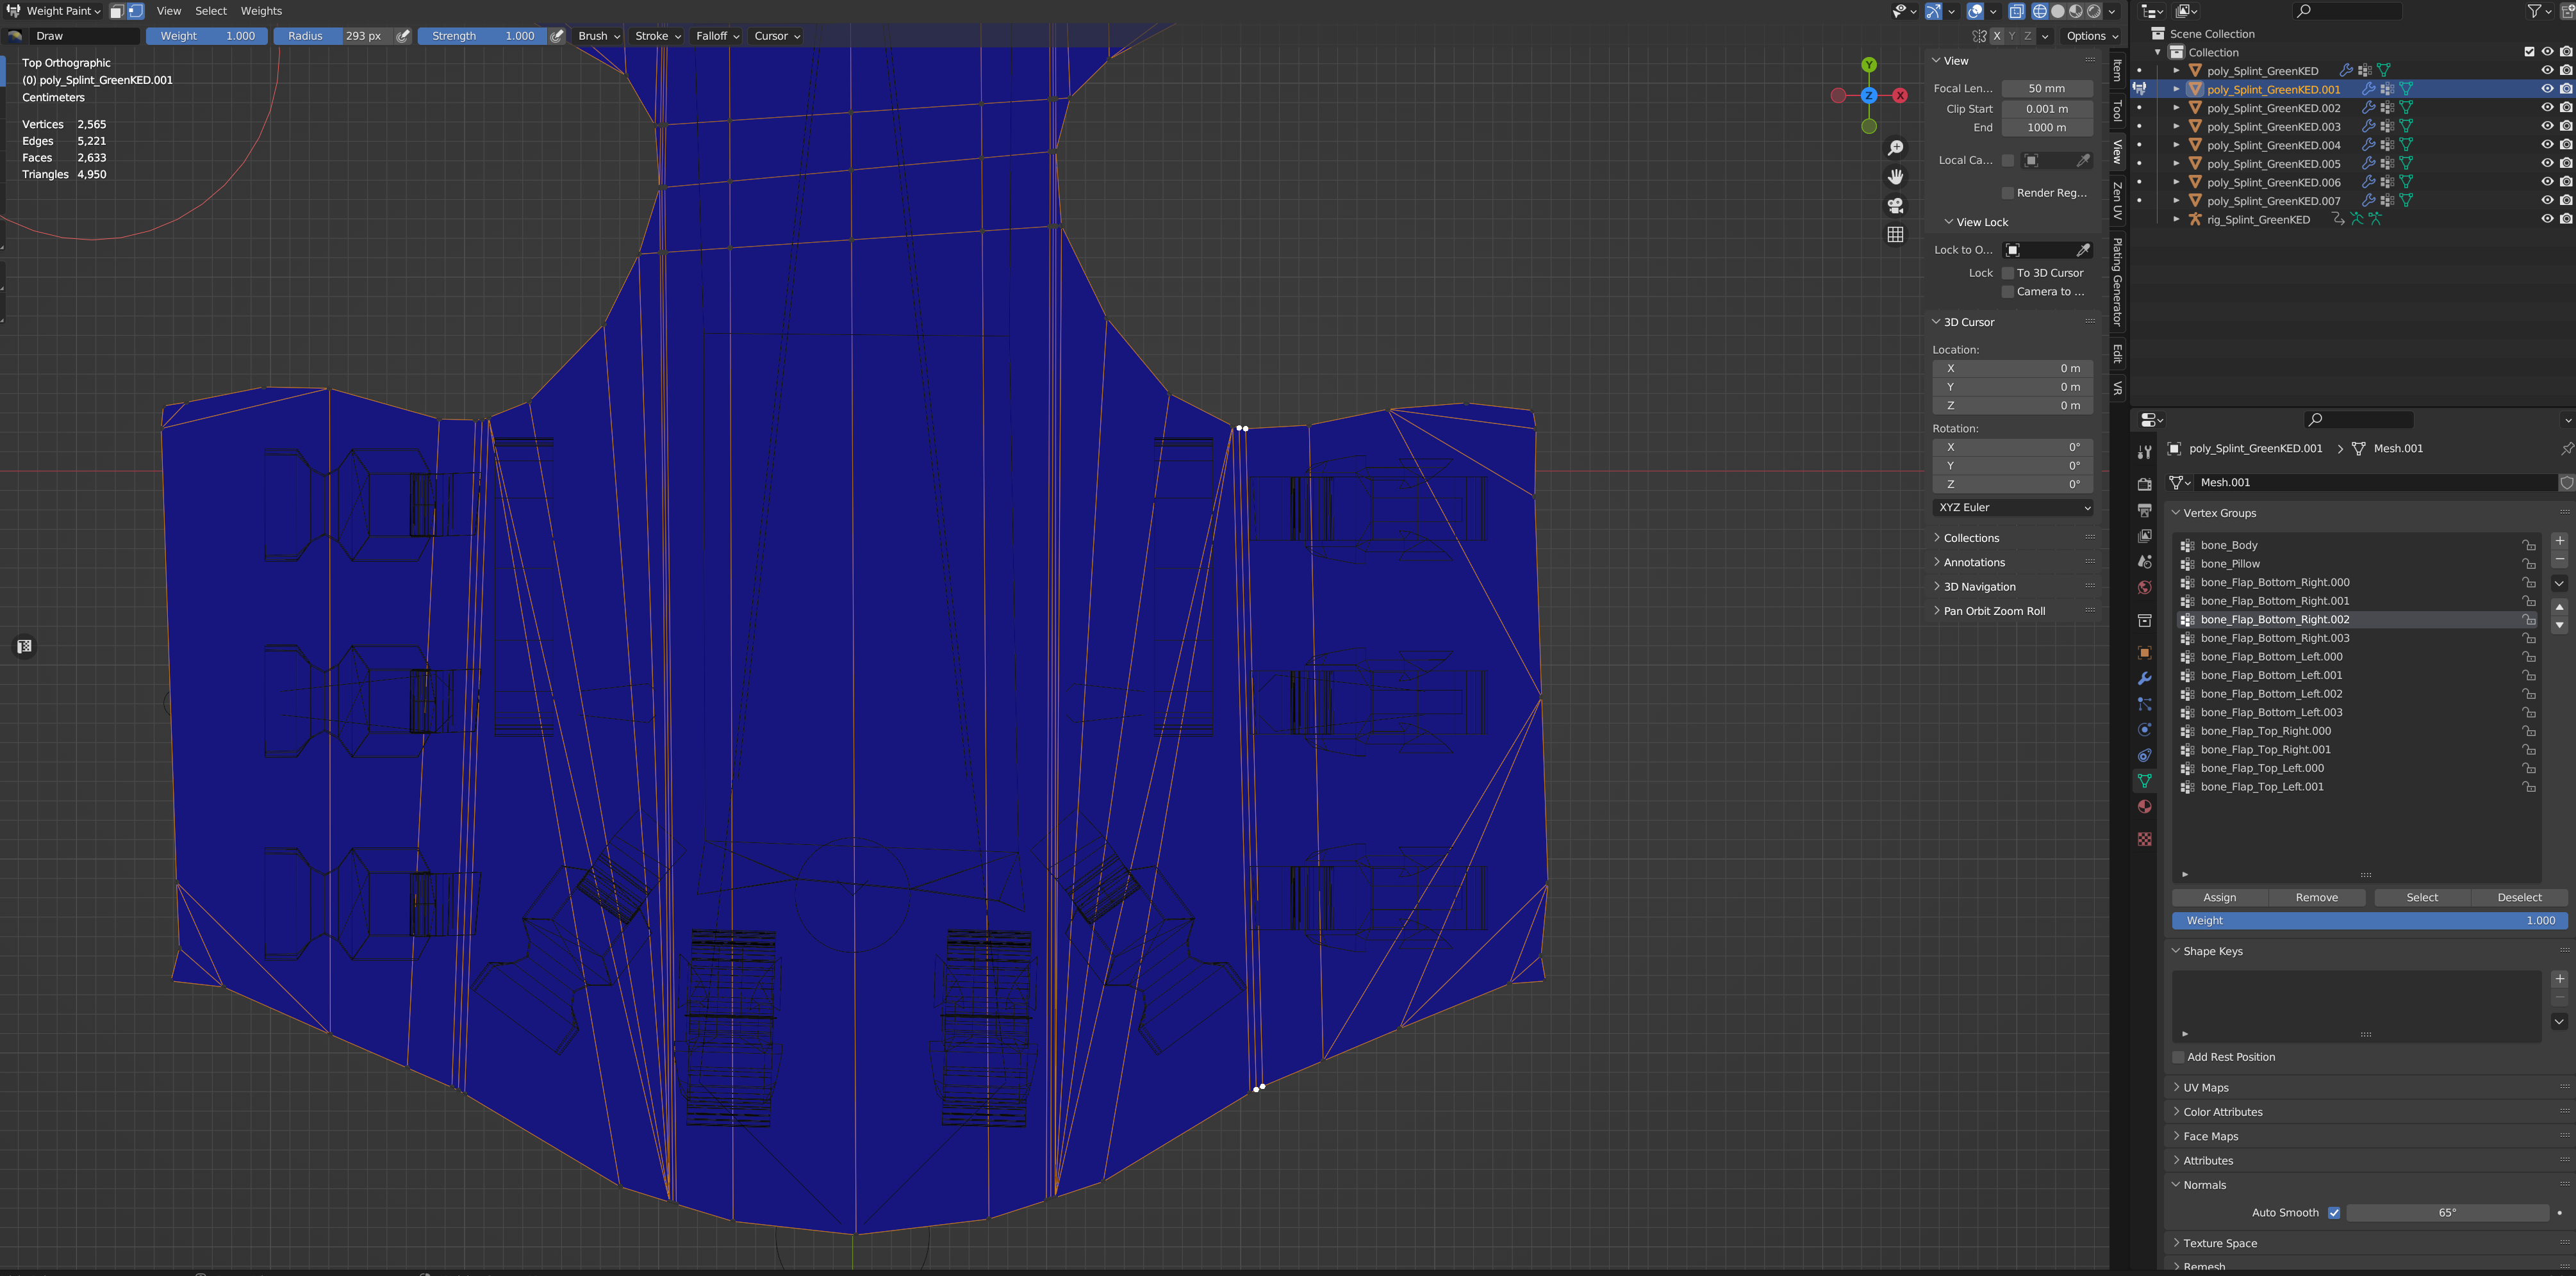 Weight Paint View Select Weights
Draw Weight 1.000 Radius 293 px Strength 1.000 Brush Stroke Falloff Cursor X Y Z Options
Top Orthographic
(0) poly_Splint_GreenKED.001
Centimeters
Vertices 2,565
Edges 5,221
Faces 2,633
Triangles 4,950
Y
Z X
View
Focal Len... 50 mm
Clip Start 0.001 m
End 1000 m
Local Ca...
Render Reg...
View Lock
Lock to O...
Lock To 3D Cursor
Camera to ...
3D Cursor
Location:
X 0 m
Y 0 m
Z 0 m
Rotation:
X 0°
Y 0°
Z 0°
XYZ Euler
Collections
Annotations
3D Navigation
Pan Orbit Zoom Roll
Item
Tool
View
Zen UV
Plating Generator
Edit
VR
Scene Collection
Collection
poly_Splint_GreenKED
poly_Splint_GreenKED.001
poly_Splint_GreenKED.002
poly_Splint_GreenKED.003
poly_Splint_GreenKED.004
poly_Splint_GreenKED.005
poly_Splint_GreenKED.006
poly_Splint_GreenKED.007
rig_Splint_GreenKED
poly_Splint_GreenKED.001 Mesh.001
Mesh.001
Vertex Groups
bone_Body
bone_Pillow
bone_Flap_Bottom_Right.000
bone_Flap_Bottom_Right.001
bone_Flap_Bottom_Right.002
bone_Flap_Bottom_Right.003
bone_Flap_Bottom_Left.000
bone_Flap_Bottom_Left.001
bone_Flap_Bottom_Left.002
bone_Flap_Bottom_Left.003
bone_Flap_Top_Right.000
bone_Flap_Top_Right.001
bone_Flap_Top_Left.000
bone_Flap_Top_Left.001
Assign Remove Select Deselect
Weight 1.000
Shape Keys
Add Rest Position
UV Maps
Color Attributes
Face Maps
Attributes
Normals
Auto Smooth 65°
Texture Space
Remesh